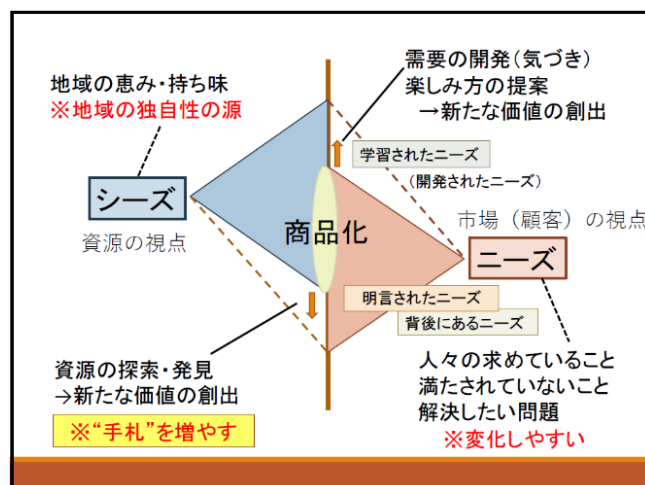 地域の恵み・持ち味
※地域の独自性の源
需要の開発(気づき)
楽しみ方の提案
→新たな価値の創出
学習されたニーズ
(開発されたニーズ)
シーズ
資源の視点
商品化
市場（顧客）の視点
ニーズ
明言されたニーズ
背後にあるニーズ
資源の探索・発見
→新たな価値の創出
※“手札”を増やす
人々の求めていること
満たされていないこと
解決したい問題
※変化しやすい